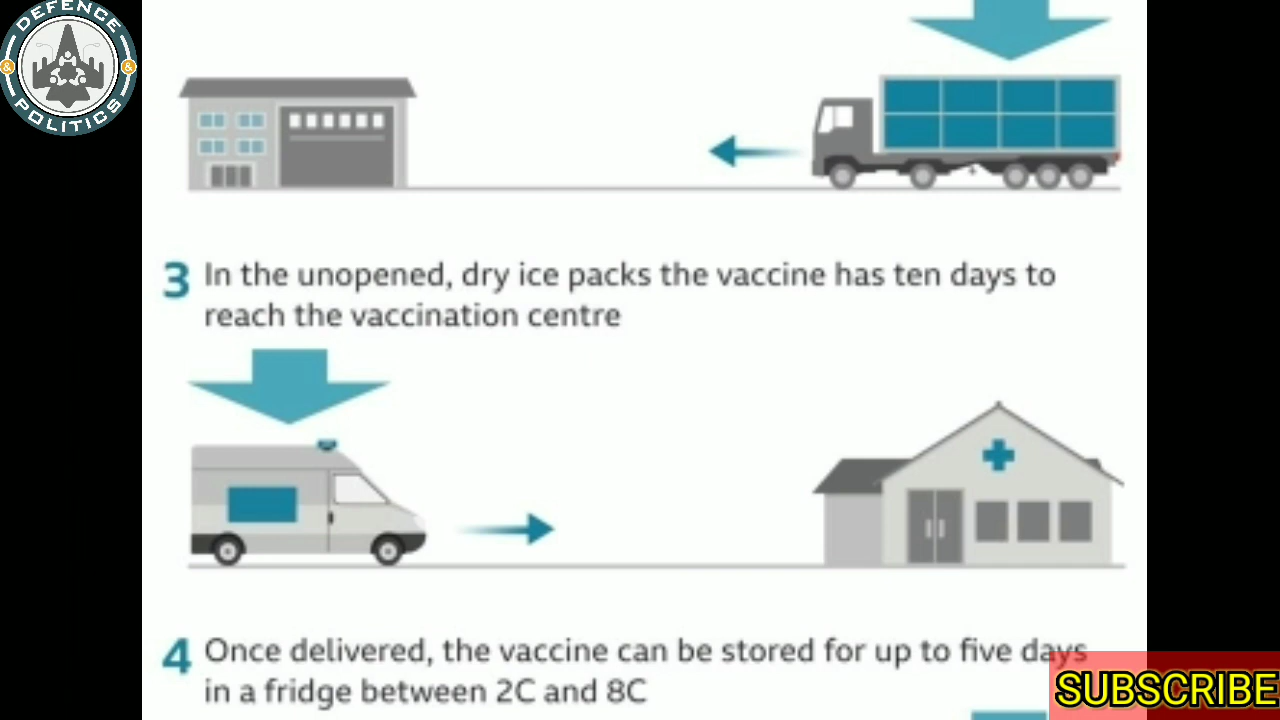 DEFENCE
&
&
POLITICS
3 In the unopened, dry ice packs the vaccine has ten days to
reach the vaccination centre
4 Once delivered, the vaccine can be stored for up to five days
in a fridge between 2C and 8C
SUBSCRIBE